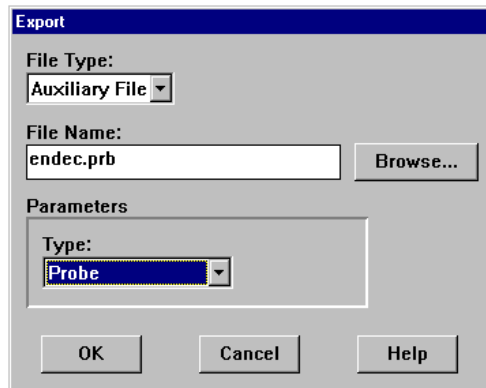 Export
File Type:
Auxiliary File
File Name:
endec.prb
Browse...
Parameters
Type:
Probe
OK Cancel Help